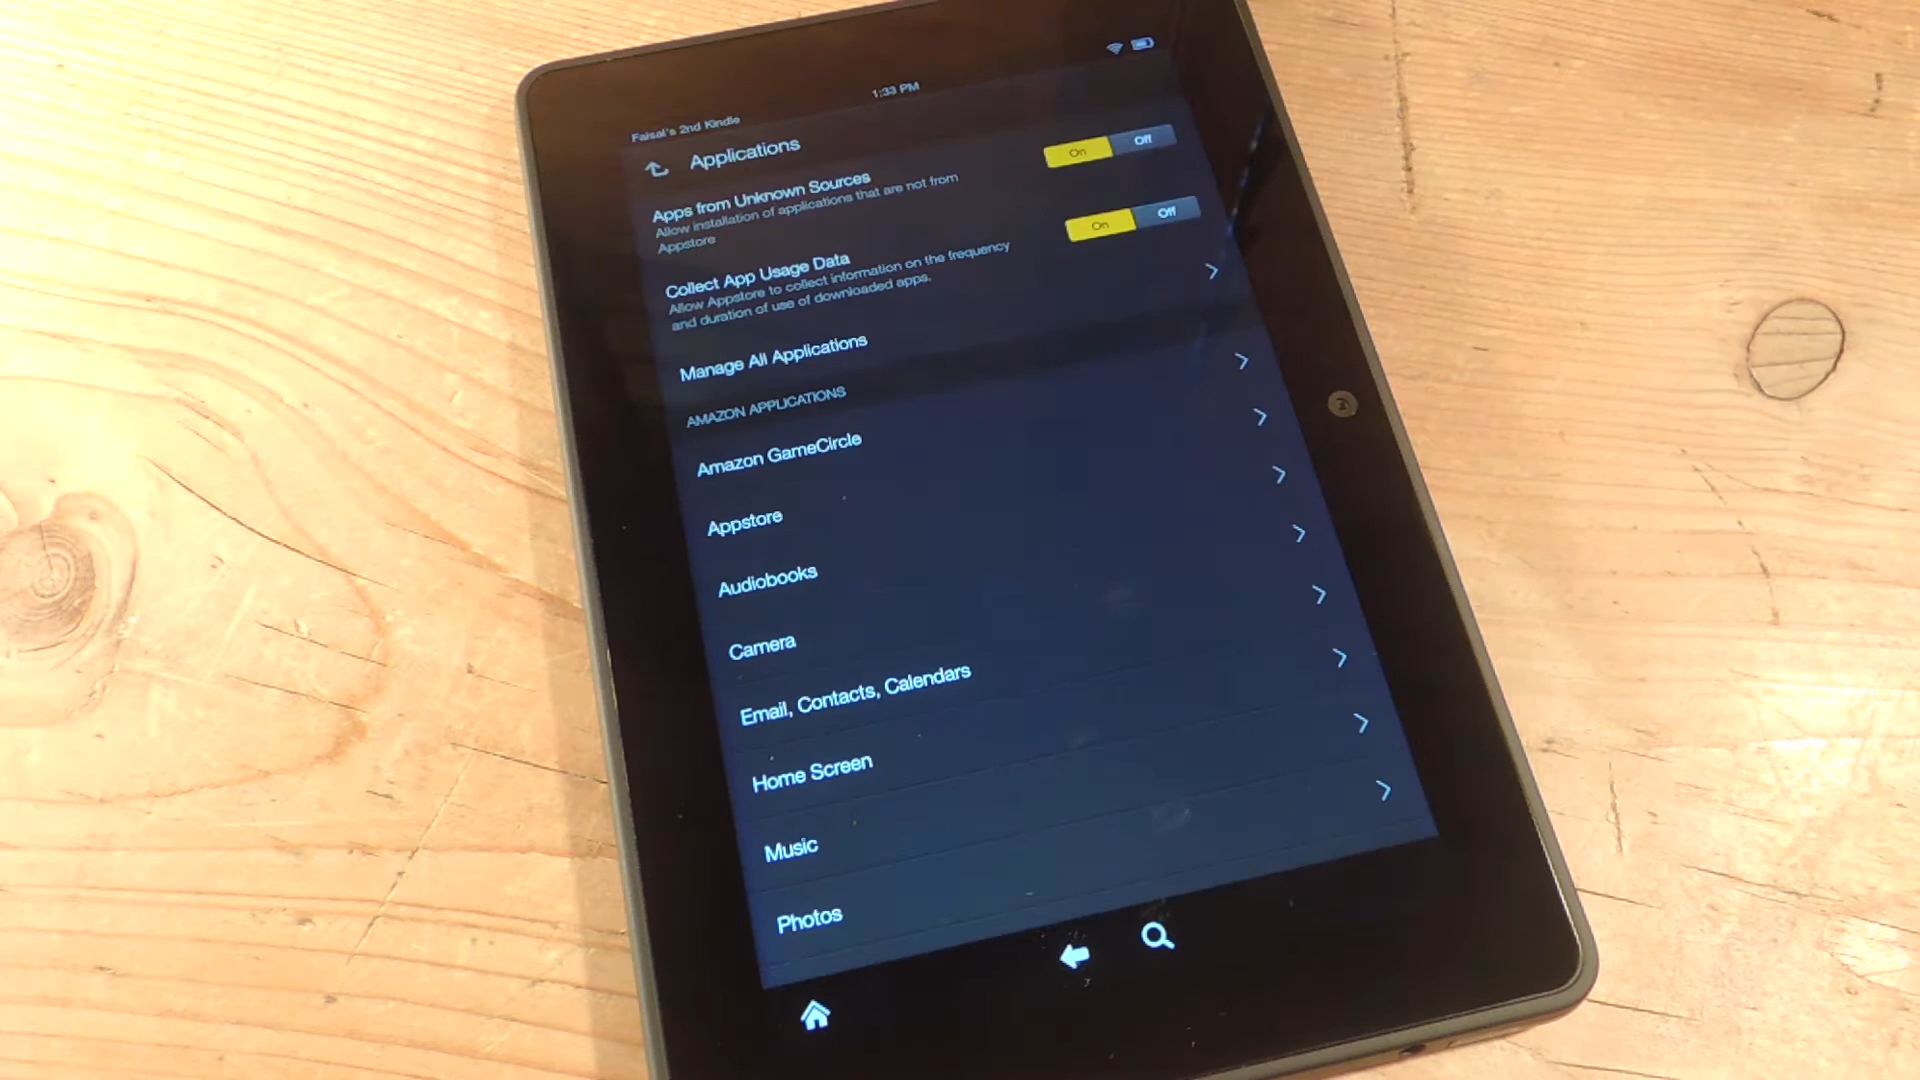 1:33 PM
Faisal's 2nd Kindle
Applications
Apps from Unknown Sources
On Off
Allow installation of applications that are not from
Appstore
Collect App Usage Data
On Off
Allow Appstore to collect information on the frequency
and duration of use of downloaded apps.
Manage All Applications
AMAZON APPLICATIONS
Amazon GameCircle
Appstore
Audiobooks
Camera
Email, Contacts, Calendars
Home Screen
Music
Photos